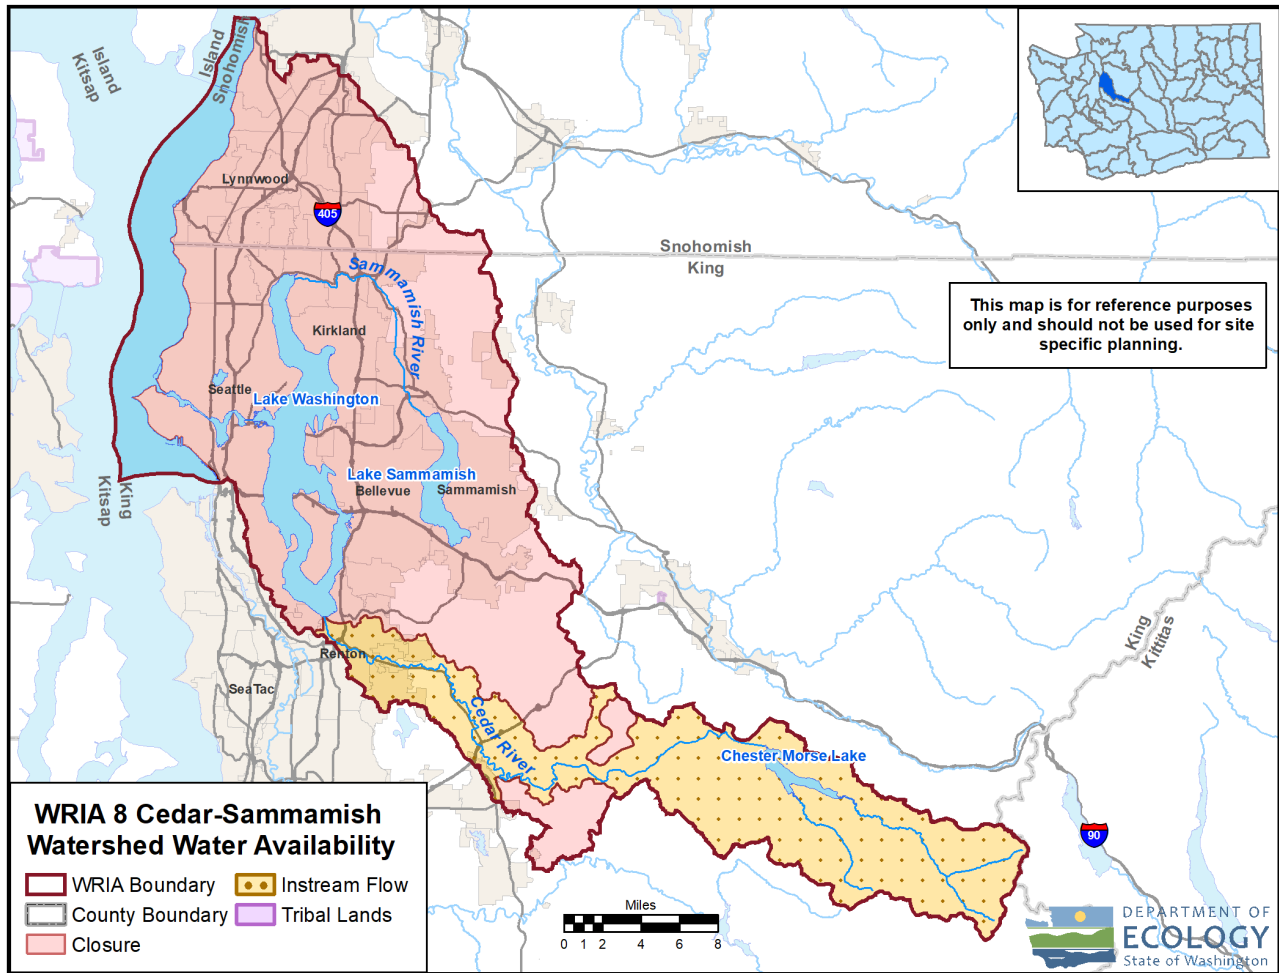 Island
Kitsap
Island
Snohomish
Lynnwood
405
Snohomish
King
Sammamish River
This map is for reference purposes
only and should not be used for site
specific planning.
Kirkland
Seattle
Lake Washington
Lake Sammamish
Bellevue
Sammamish
King
Kitsap
King
Kittitas
Renton
SeaTac
Cedar River
Chester Morse Lake
90
WRIA 8 Cedar-Sammamish
Watershed Water Availability
WRIA Boundary
Instream Flow
County Boundary
Tribal Lands
Closure
Miles
0 1 2 4 6 8
DEPARTMENT OF
ECOLOGY
State of Washington